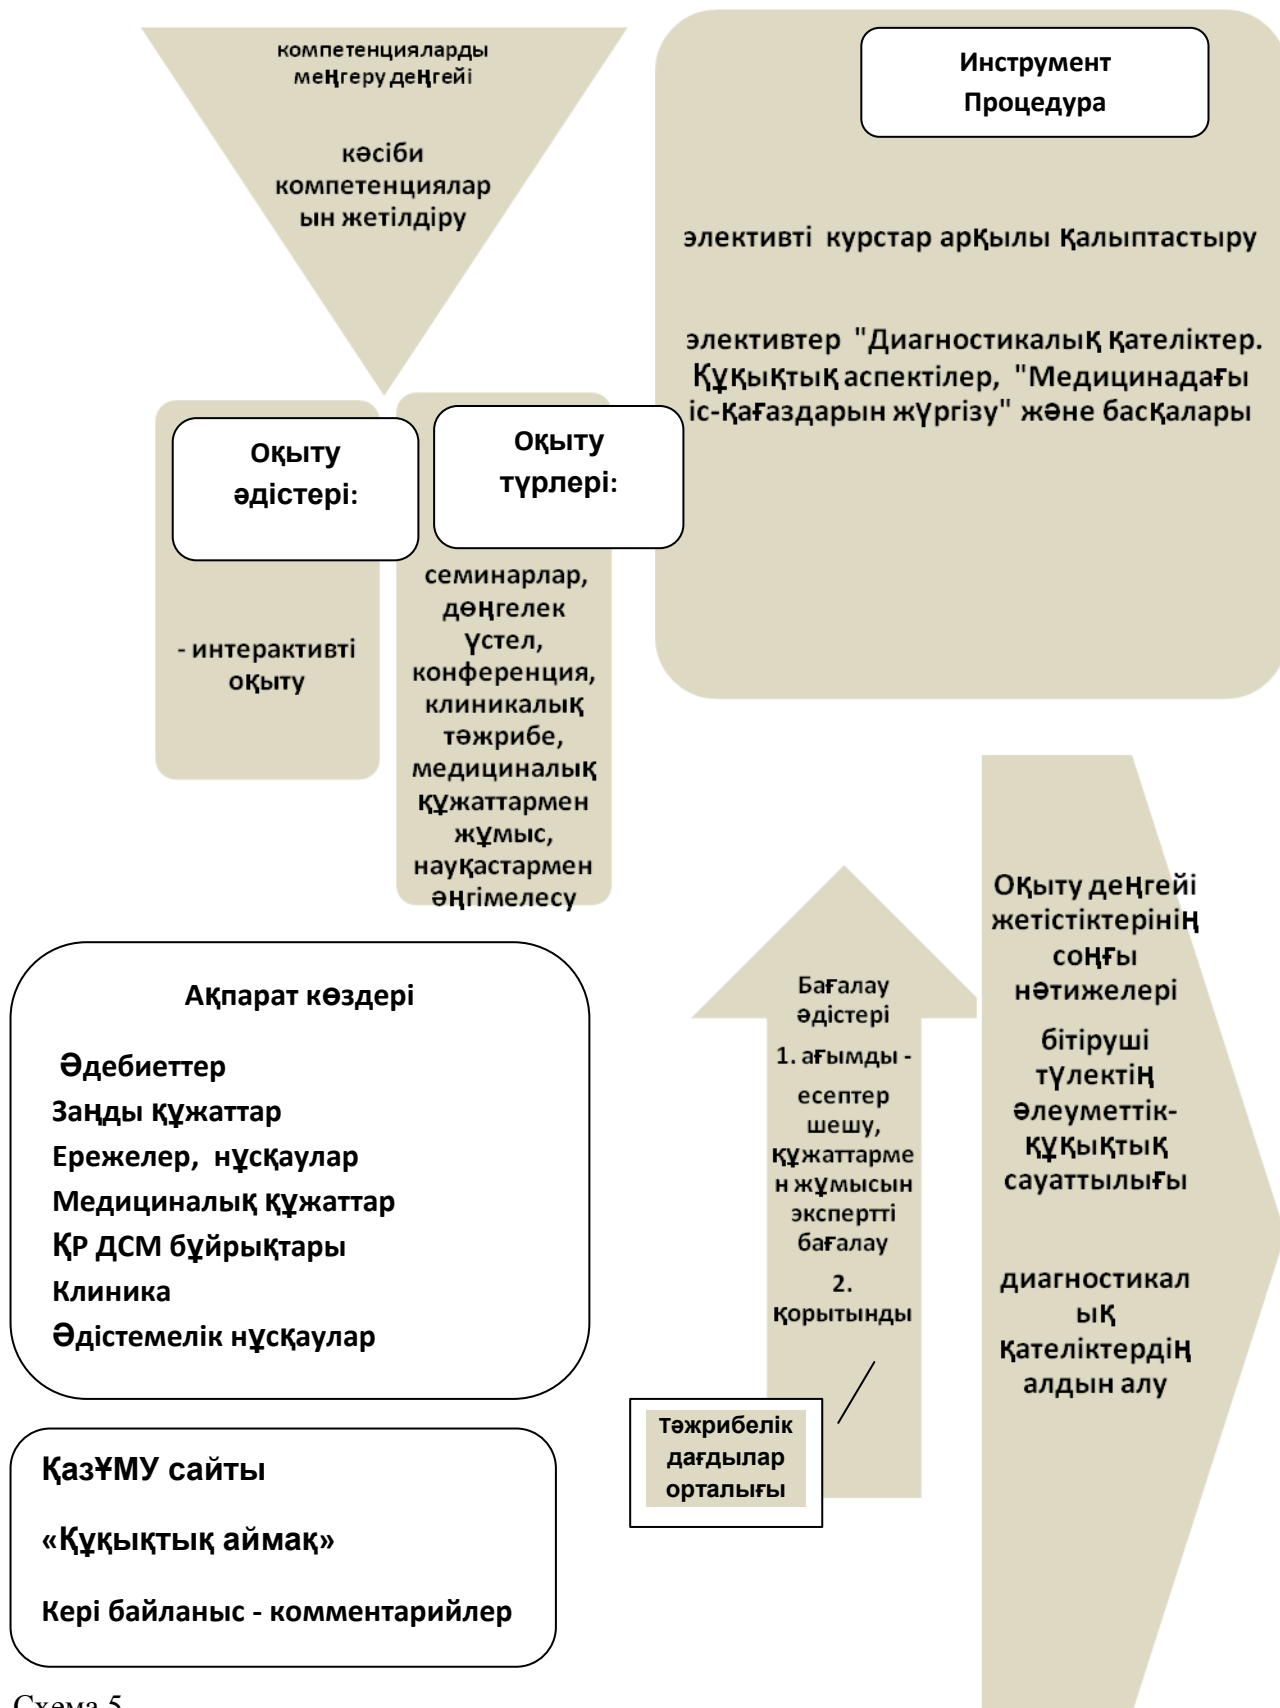 компетенцияларды
меңгеру деңгейі
кәсіби
компетенциялар
ын жетілдіру
Инструмент
Процедура
элективті курстар арқылы қалыптастыру
элективтер "Диагностикалық қателіктер.
Құқықтық аспектілер, "Медицинадағы
іс-қағаздарын жүргізу" және басқалары
Оқыту
әдістері:
- интерактивті
оқыту
Оқыту
түрлері:
семинарлар,
дөңгелек
үстел,
конференция,
клиникалық
тәжрибе,
медициналық
құжаттармен
жұмыс,
науқастармен
әңгімелесу
Ақпарат көздері
Әдебиеттер
Заңды құжаттар
Ережелер, нұсқаулар
Медициналық құжаттар
ҚР ДСМ бұйрықтары
Клиника
Әдістемелік нұсқаулар
Бағалау
әдістері
1. ағымды -
есептер
шешу,
құжаттарме
н жұмысын
экспертті
бағалау
2.
қорытынды
Оқыту деңгейі
жетістіктерінің
соңғы
нәтижелері
бітіруші
түлектің
әлеуметтік-
құқықтық
сауаттылығы
диагностикал
ық
қателіктердің
алдын алу
Тәжрибелік
дағдылар
орталығы
ҚазҰМУ сайты
«Құқықтық аймақ»
Кері байланыс - комментарийлер
Схема 5